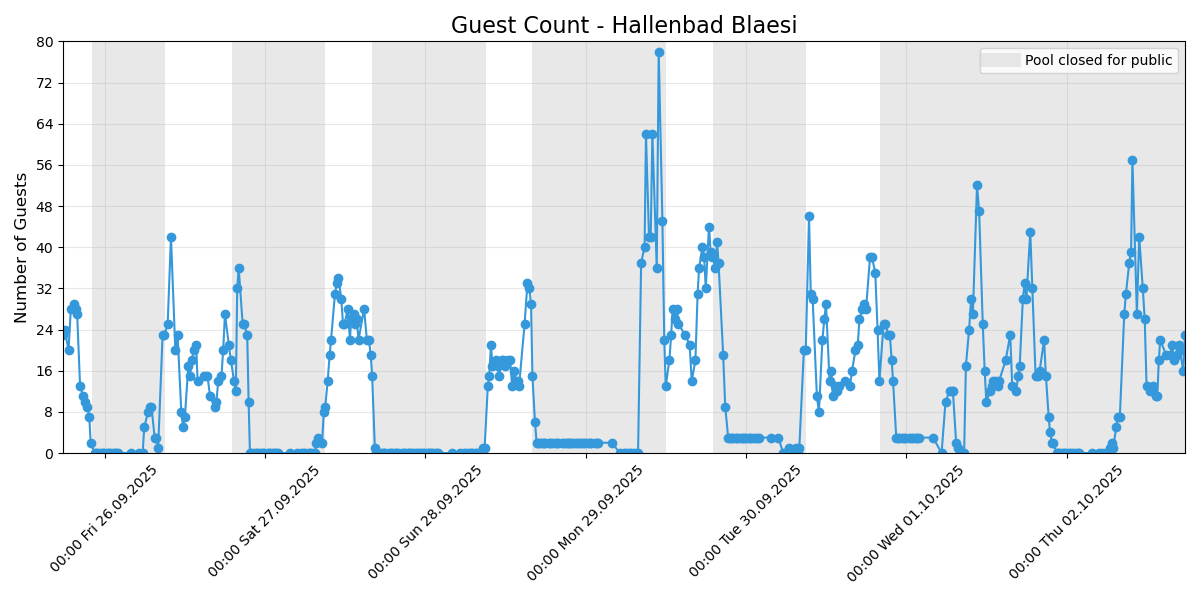 Guest Count - Hallenbad Blaesi
Pool closed for public
Number of Guests
80
72
64
56
48
40
32
24
16
8
0
00:00 Fri 26.09.2025
00:00 Sat 27.09.2025
00:00 Sun 28.09.2025
00:00 Mon 29.09.2025
00:00 Tue 30.09.2025
00:00 Wed 01.10.2025
00:00 Thu 02.10.2025